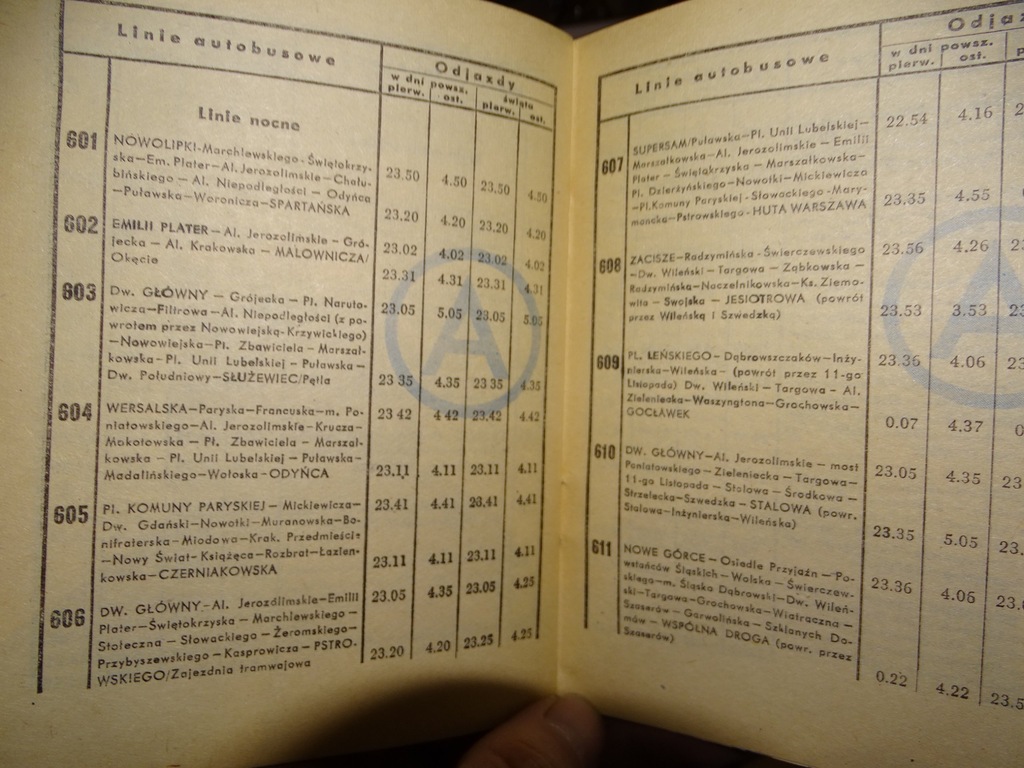 Linie autobusowe
Odjazdy
w dni powsz.
święta
pierw.
ost.
pierw.
ost.
Linie nocne
601
NOWOLIPKI-Marchlewskiego-Świętokrzy-
ska-Em. Plater-Al. Jerozolimskie-Chału-
bińskiego - Al. Niepodległości - Odyńca
-Puławska-Woronicza-SPARTAŃSKA
23.50 4.50 23.50 4.50
23.20 4.20 23.20 4.20
602
EMILII PLATER-Al. Jerozolimskie - Gró-
jecka - Al. Krakowska - MALOWNICZA/
Okęcie
23.02 4.02 23.02 4.02
23.31 4.31 23.31 4.31
603
Dw. GŁÓWNY - Grójecka - Pl. Naruto-
wicza-Filtrowa-Al. Niepodległości (z po-
wrotem przez Nowowiejską-Krzywickiego)
-Nowowiejska-Pl. Zbawiciela - Marszał-
kowska-Pl. Unii Lubelskiej - Puławska-
Dw. Południowy-SŁUŻEWIEC/Pętla
23.05 5.05 23.05 5.05
23 35 4.35 23 35 4.35
604
WERSALSKA-Paryska-Francuska-m. Po-
niatowskiego-Al. Jerozolimskie-Krucza-
Mokotowska - Pl. Zbawiciela - Marszał-
kowska - Pl. Unii Lubelskiej - Puławska-
Madalińskiego-Wołoska-ODYŃCA
23 42 4 42 23.42 4.42
23.11 4.11 23.11 4.11
605
Pl. KOMUNY PARYSKIEJ - Mickiewicza-
Dw. Gdański-Nowotki-Muranowska-Bo-
nifraterska-Miodowa-Krak. Przedmieście
-Nowy Świat-Książęca-Rozbrat-Łazien-
kowska-CZERNIAKOWSKA
23.41 4.41 23.41 4.41
23.11 4.11 23.11 4.11
606
DW. GŁÓWNY-Al. Jerozolimskie-Emilii
Plater-Świętokrzyska - Marchlewskiego -
Stołeczna - Słowackiego - Żeromskiego-
Przybyszewskiego - Kasprowicza - PSTRO-
WSKIEGO/Zajezdnia tramwajowa
23.05 4.35 23.05 4.25
23.20 4.20 23.25 4.25
Linie autobusowe
Odjaz
w dni powsz.
pierw.
ost.
607
SUPERSAM/Puławska-Pl. Unii Lubelskiej-
Marszałkowska-Al. Jerozolimskie - Emilii
Plater - Świętokrzyska - Marszałkowska-
Pl. Dzierżyńskiego-Nowotki-Mickiewicza
-Pl.Komuny Paryskiej-Słowackiego-Mary-
moncka-Pstrowskiego-HUTA WARSZAWA
22.54 4.16
23.35 4.55
608
ZACISZE-Radzymińska-Świerczewskiego
-Dw. Wileński - Targowa - Ząbkowska -
Radzymińska-Naczelnikowska-Ks. Ziemo-
wita - Swojska - JESIOTROWA (powrót
przez Wileńską i Szwedzką)
23.56 4.26
23.53 3.53
609
PL. LEŃSKIEGO - Dąbrowszczaków-Inży-
nierska-Wileńska- (powrót przez 11-go
Listopada) Dw. Wileński - Targowa - Al.
Zieleniecka-Waszyngtona-Grochowska-
GOCŁAWEK
23.36 4.06
0.07 4.37
610
DW. GŁÓWNY-Al. Jerozolimskie - most
Poniatowskiego - Zieleniecka - Targowa-
11-go Listopada - Stalowa - Środkowa -
Strzelecka-Szwedzka - STALOWA (powr.
Stalowa-Inżynierska-Wileńska)
23.05 4.35
23.35 5.05
611
NOWE GÓRCE - Osiedle Przyjaźń - Po-
wstańców Śląskich - Wolska - Świerczew-
skiego-m. Śląsko Dąbrowski-Dw. Wileń-
ski-Targowa-Grochowska-Wiatraczna -
Szaserów - Garwolińska - Szklanych Do-
mów - WSPÓLNA DROGA (powr. przez
Szaserów)
23.36 4.06
0.22 4.22 23.5